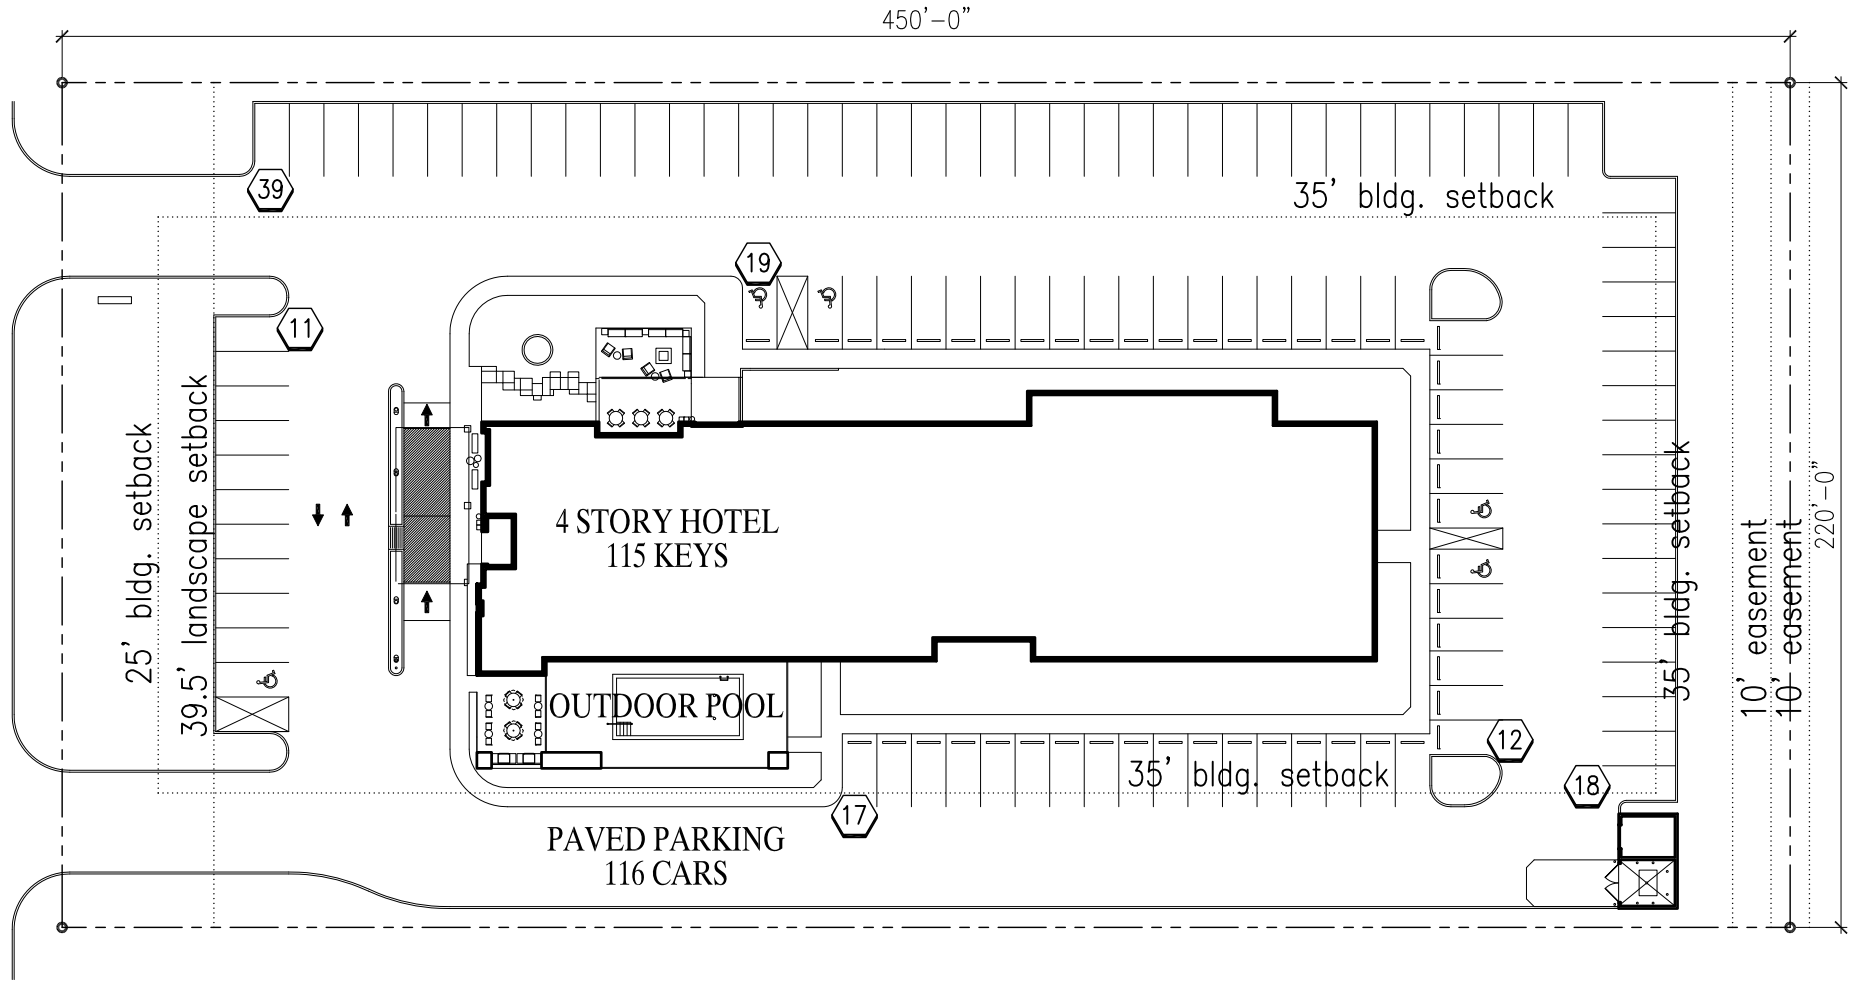 450'-0"
39
35' bldg. setback
19
11
25' bldg. setback
39.5' landscape setback
4 STORY HOTEL
115 KEYS
35' bldg. setback
10' easement
10' easement
220'-0"
OUTDOOR POOL
12
35' bldg. setback
18
17
PAVED PARKING
116 CARS